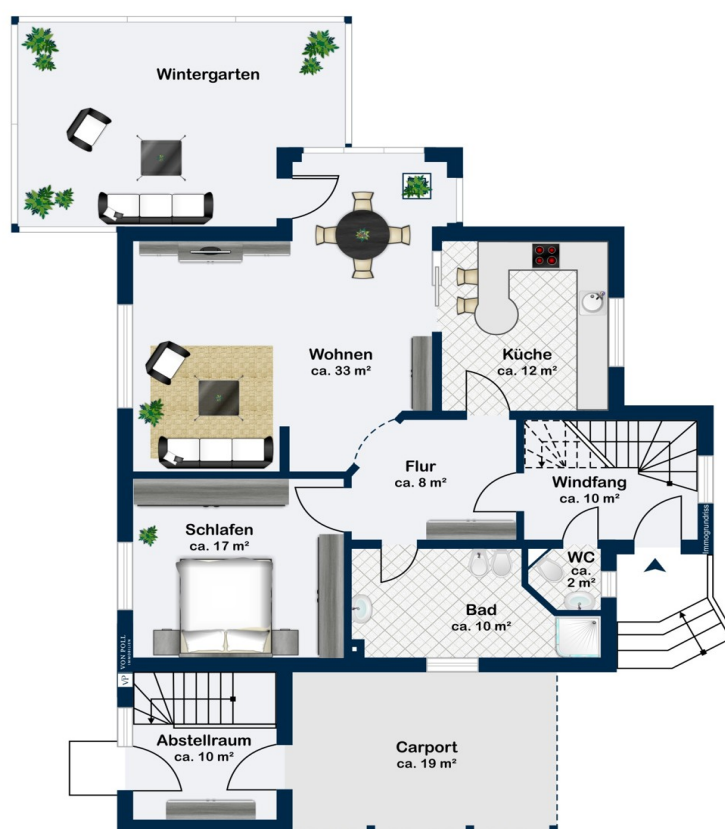 Wintergarten
Wohnen
ca. 33 m²
Küche
ca. 12 m²
Flur
ca. 8 m²
Windfang
ca. 10 m²
Schlafen
ca. 17 m²
WC
ca.
2 m²
Bad
ca. 10 m²
Immogrundriss
VP VON POLL
IMMOBILIEN
Abstellraum
ca. 10 m²
Carport
ca. 19 m²